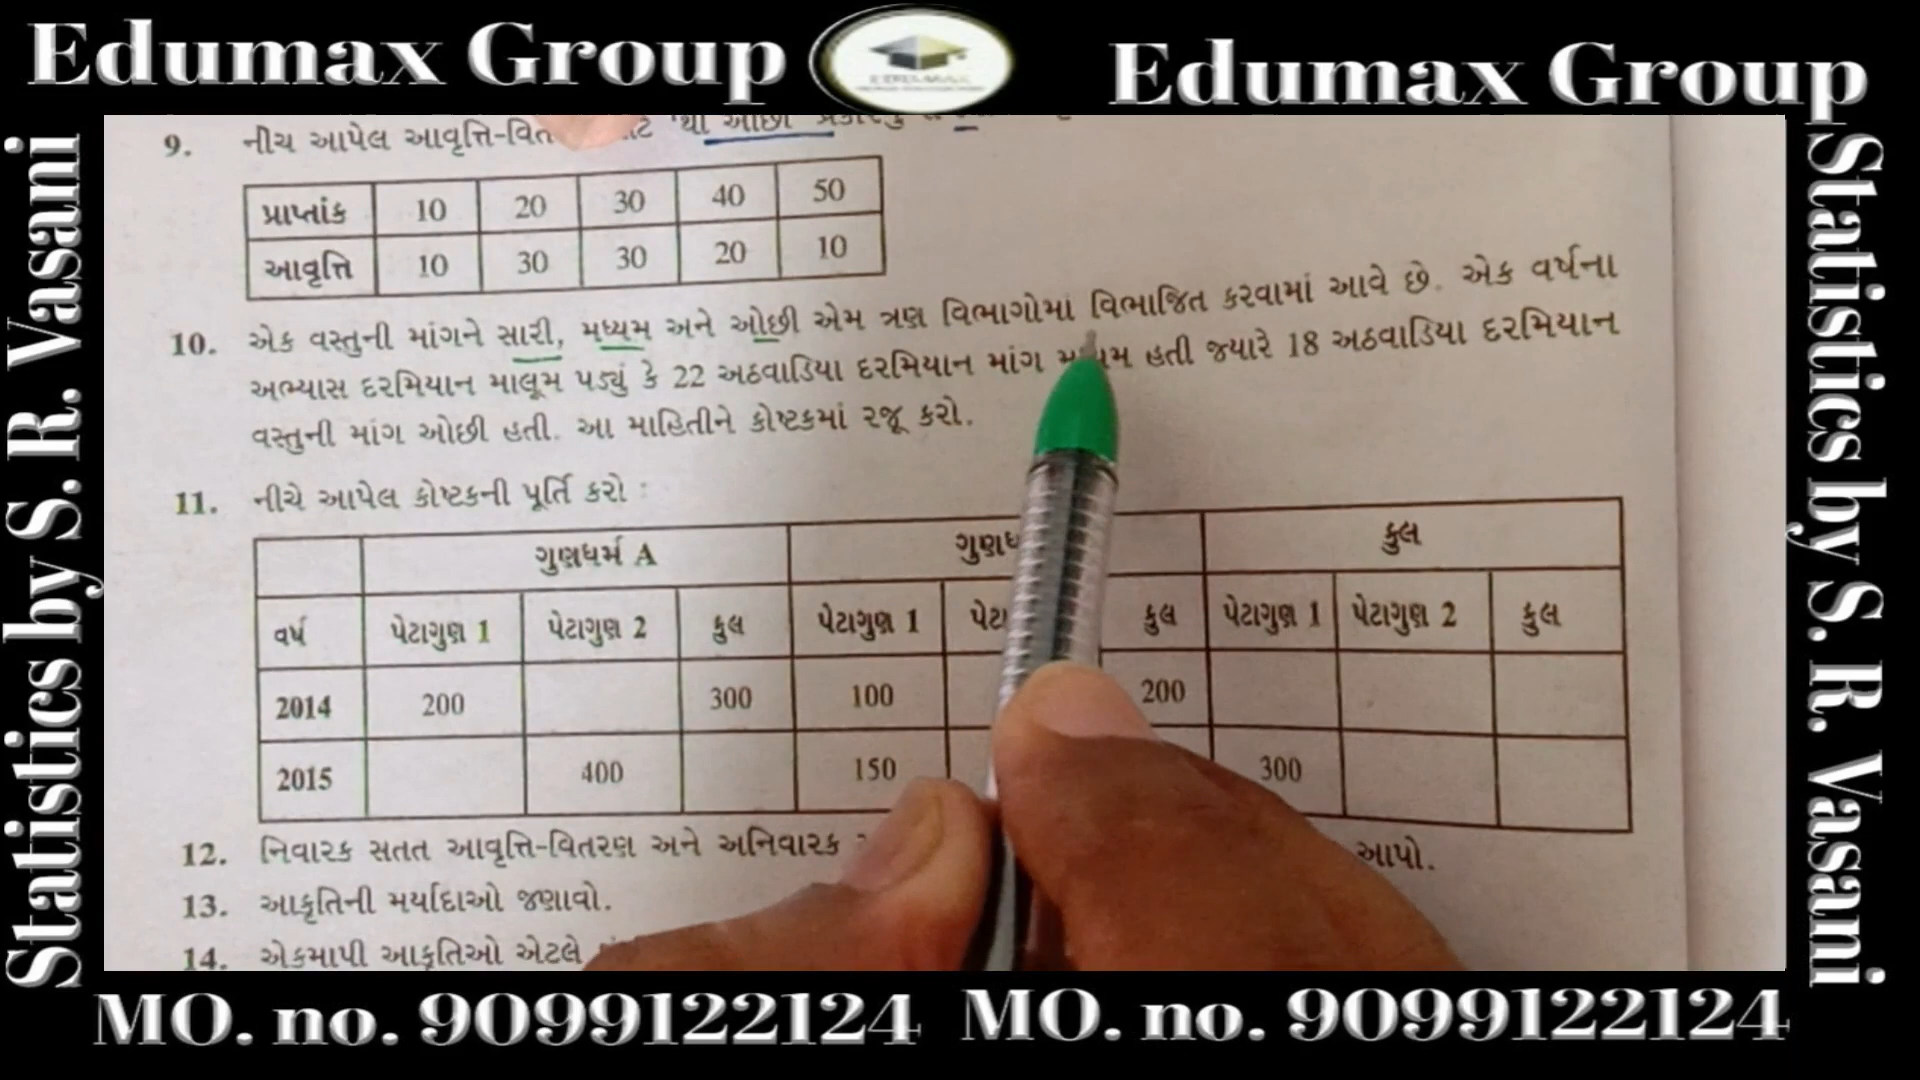 Edumax Group
Edumax Group
Statistics by S. R. Vasani
Statistics by S. R. Vasani
9. નીચે આપેલ થી ઓછા
પ્રાપ્તાંક 10 20 30 40 50
આવૃત્તિ 10 30 30 20 10
10. એક વસ્તુની માંગને સારી, મધ્યમ અને ઓછી એમ ત્રણ વિભાગોમાં વિભાજિત કરવામાં આવે છે. એક વર્ષના
અભ્યાસ દરમિયાન માલૂમ પડ્યું કે 22 અઠવાડિયા દરમિયાન માંગ હતી જ્યારે 18 અઠવાડિયા દરમિયાન
વસ્તુની માંગ ઓછી હતી. આ માહિતીને કોષ્ટકમાં રજૂ કરો.
11. નીચે આપેલ કોષ્ટકની પૂર્તિ કરો :
ગુણધર્મ A કુલ
વર્ષ પેટાગુણ 1 પેટાગુણ 2 કુલ પેટાગુણ 1 કુલ પેટાગુણ 1 પેટાગુણ 2 કુલ
2014 200 300 100 200
2015 400 150 300
12. નિવારક સતત આવૃત્તિ-વિતરણ અને અનિવારક આપો.
13. આકૃતિની મર્યાદાઓ જણાવો.
14. એકમાપી આકૃતિઓ એટલે
MO. no. 9099122124
MO. no. 9099122124